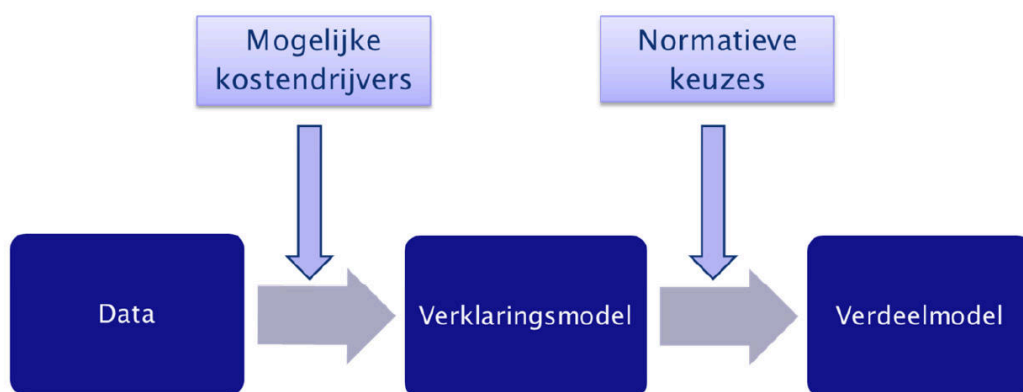 Mogelijke
kostendrijvers
Normatieve
keuzes
Data
Verklaringsmodel
Verdeelmodel